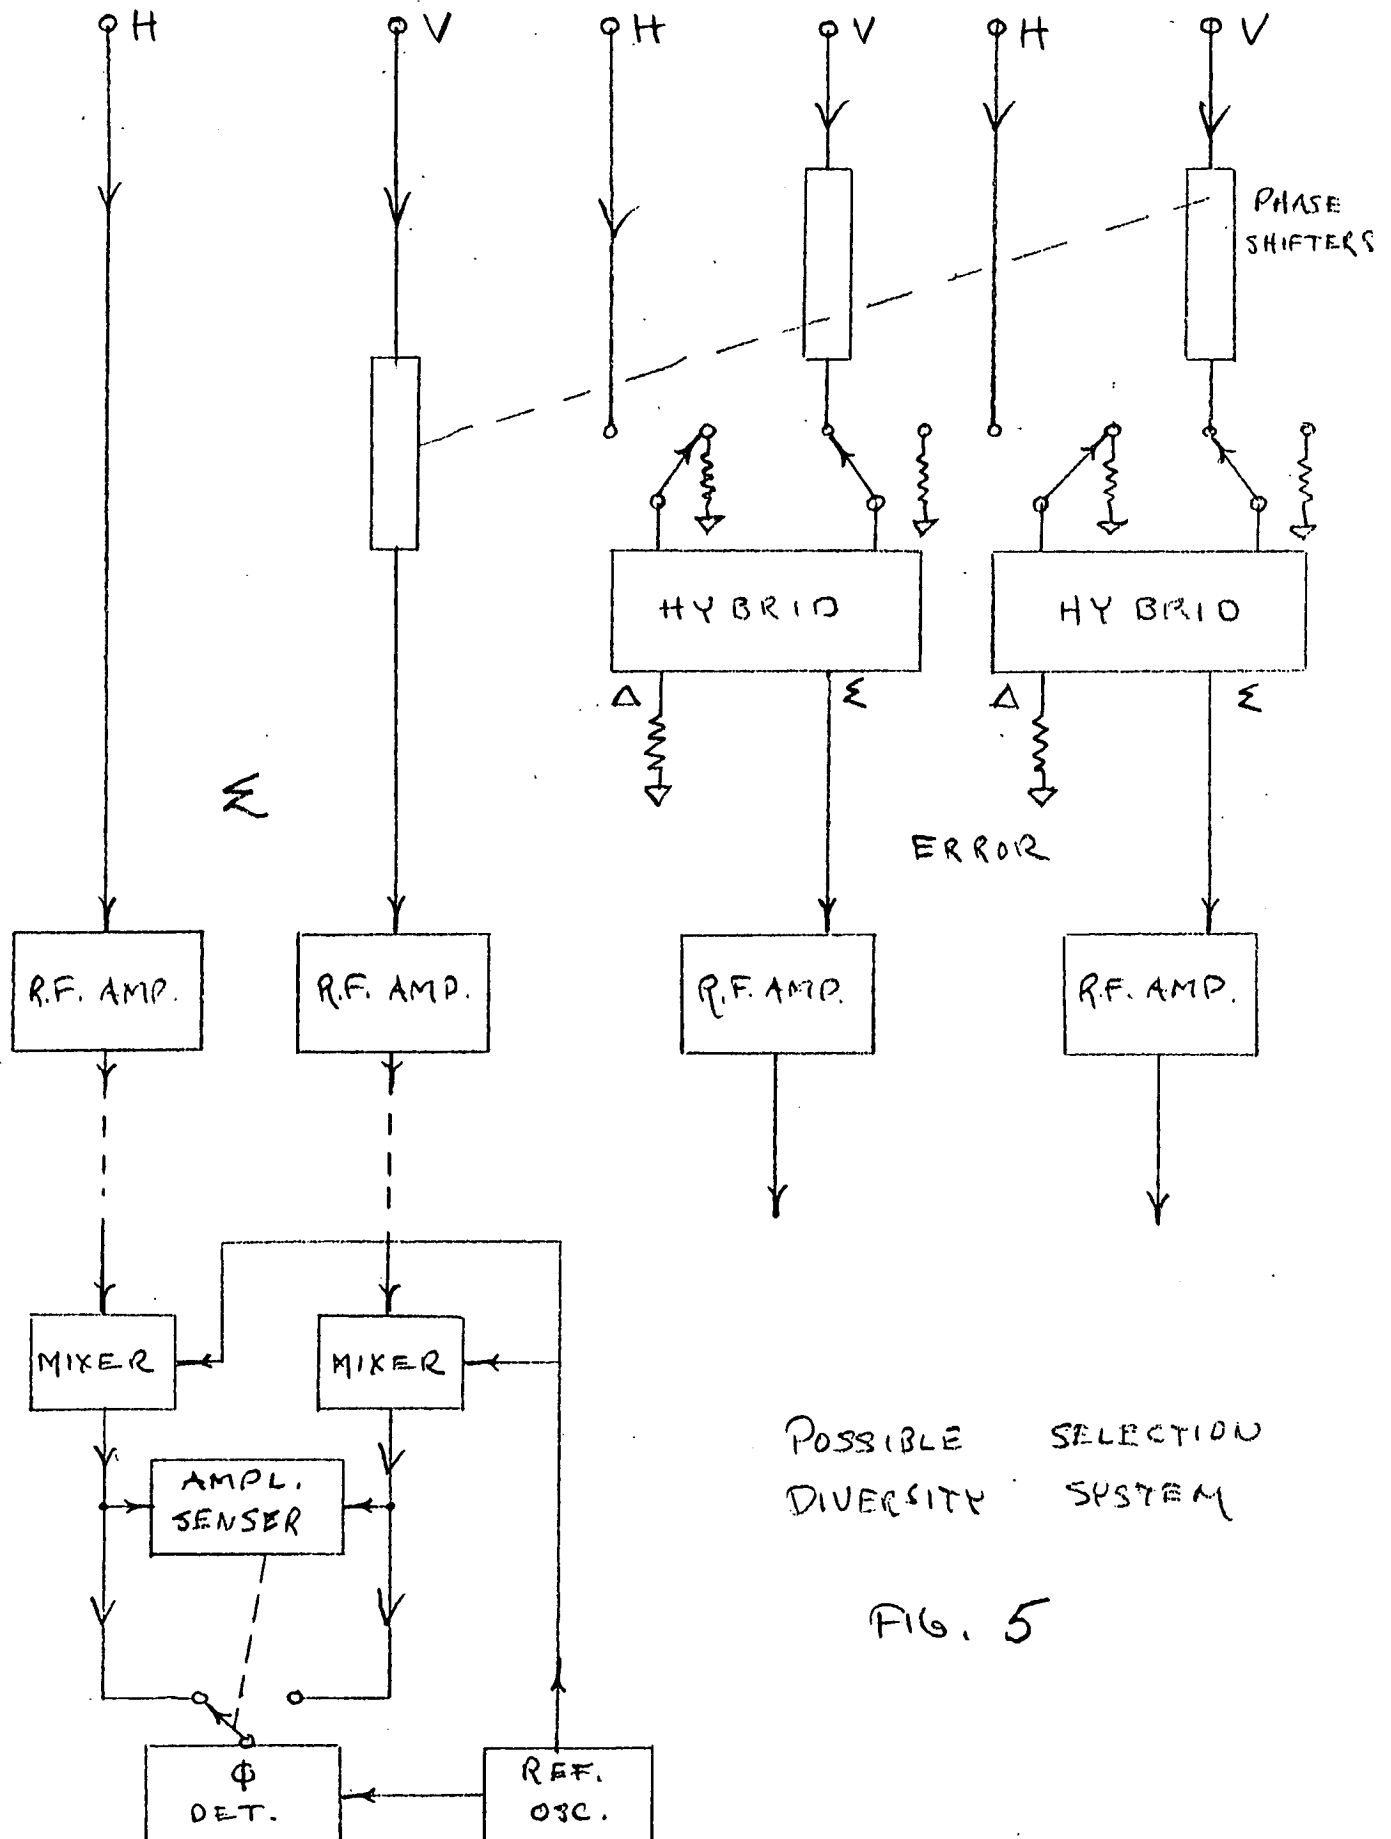 H V H V H V
PHASE
SHIFTERS
HYBRID HYBRID
Δ Σ Δ Σ
Σ
ERROR
R.F. AMP. R.F. AMP. R.F. AMP. R.F. AMP.
MIXER MIXER
POSSIBLE SELECTION
DIVERSITY SYSTEM
AMPL.
SENSER
FIG. 5
ϕ
DET.
REF.
OSC.